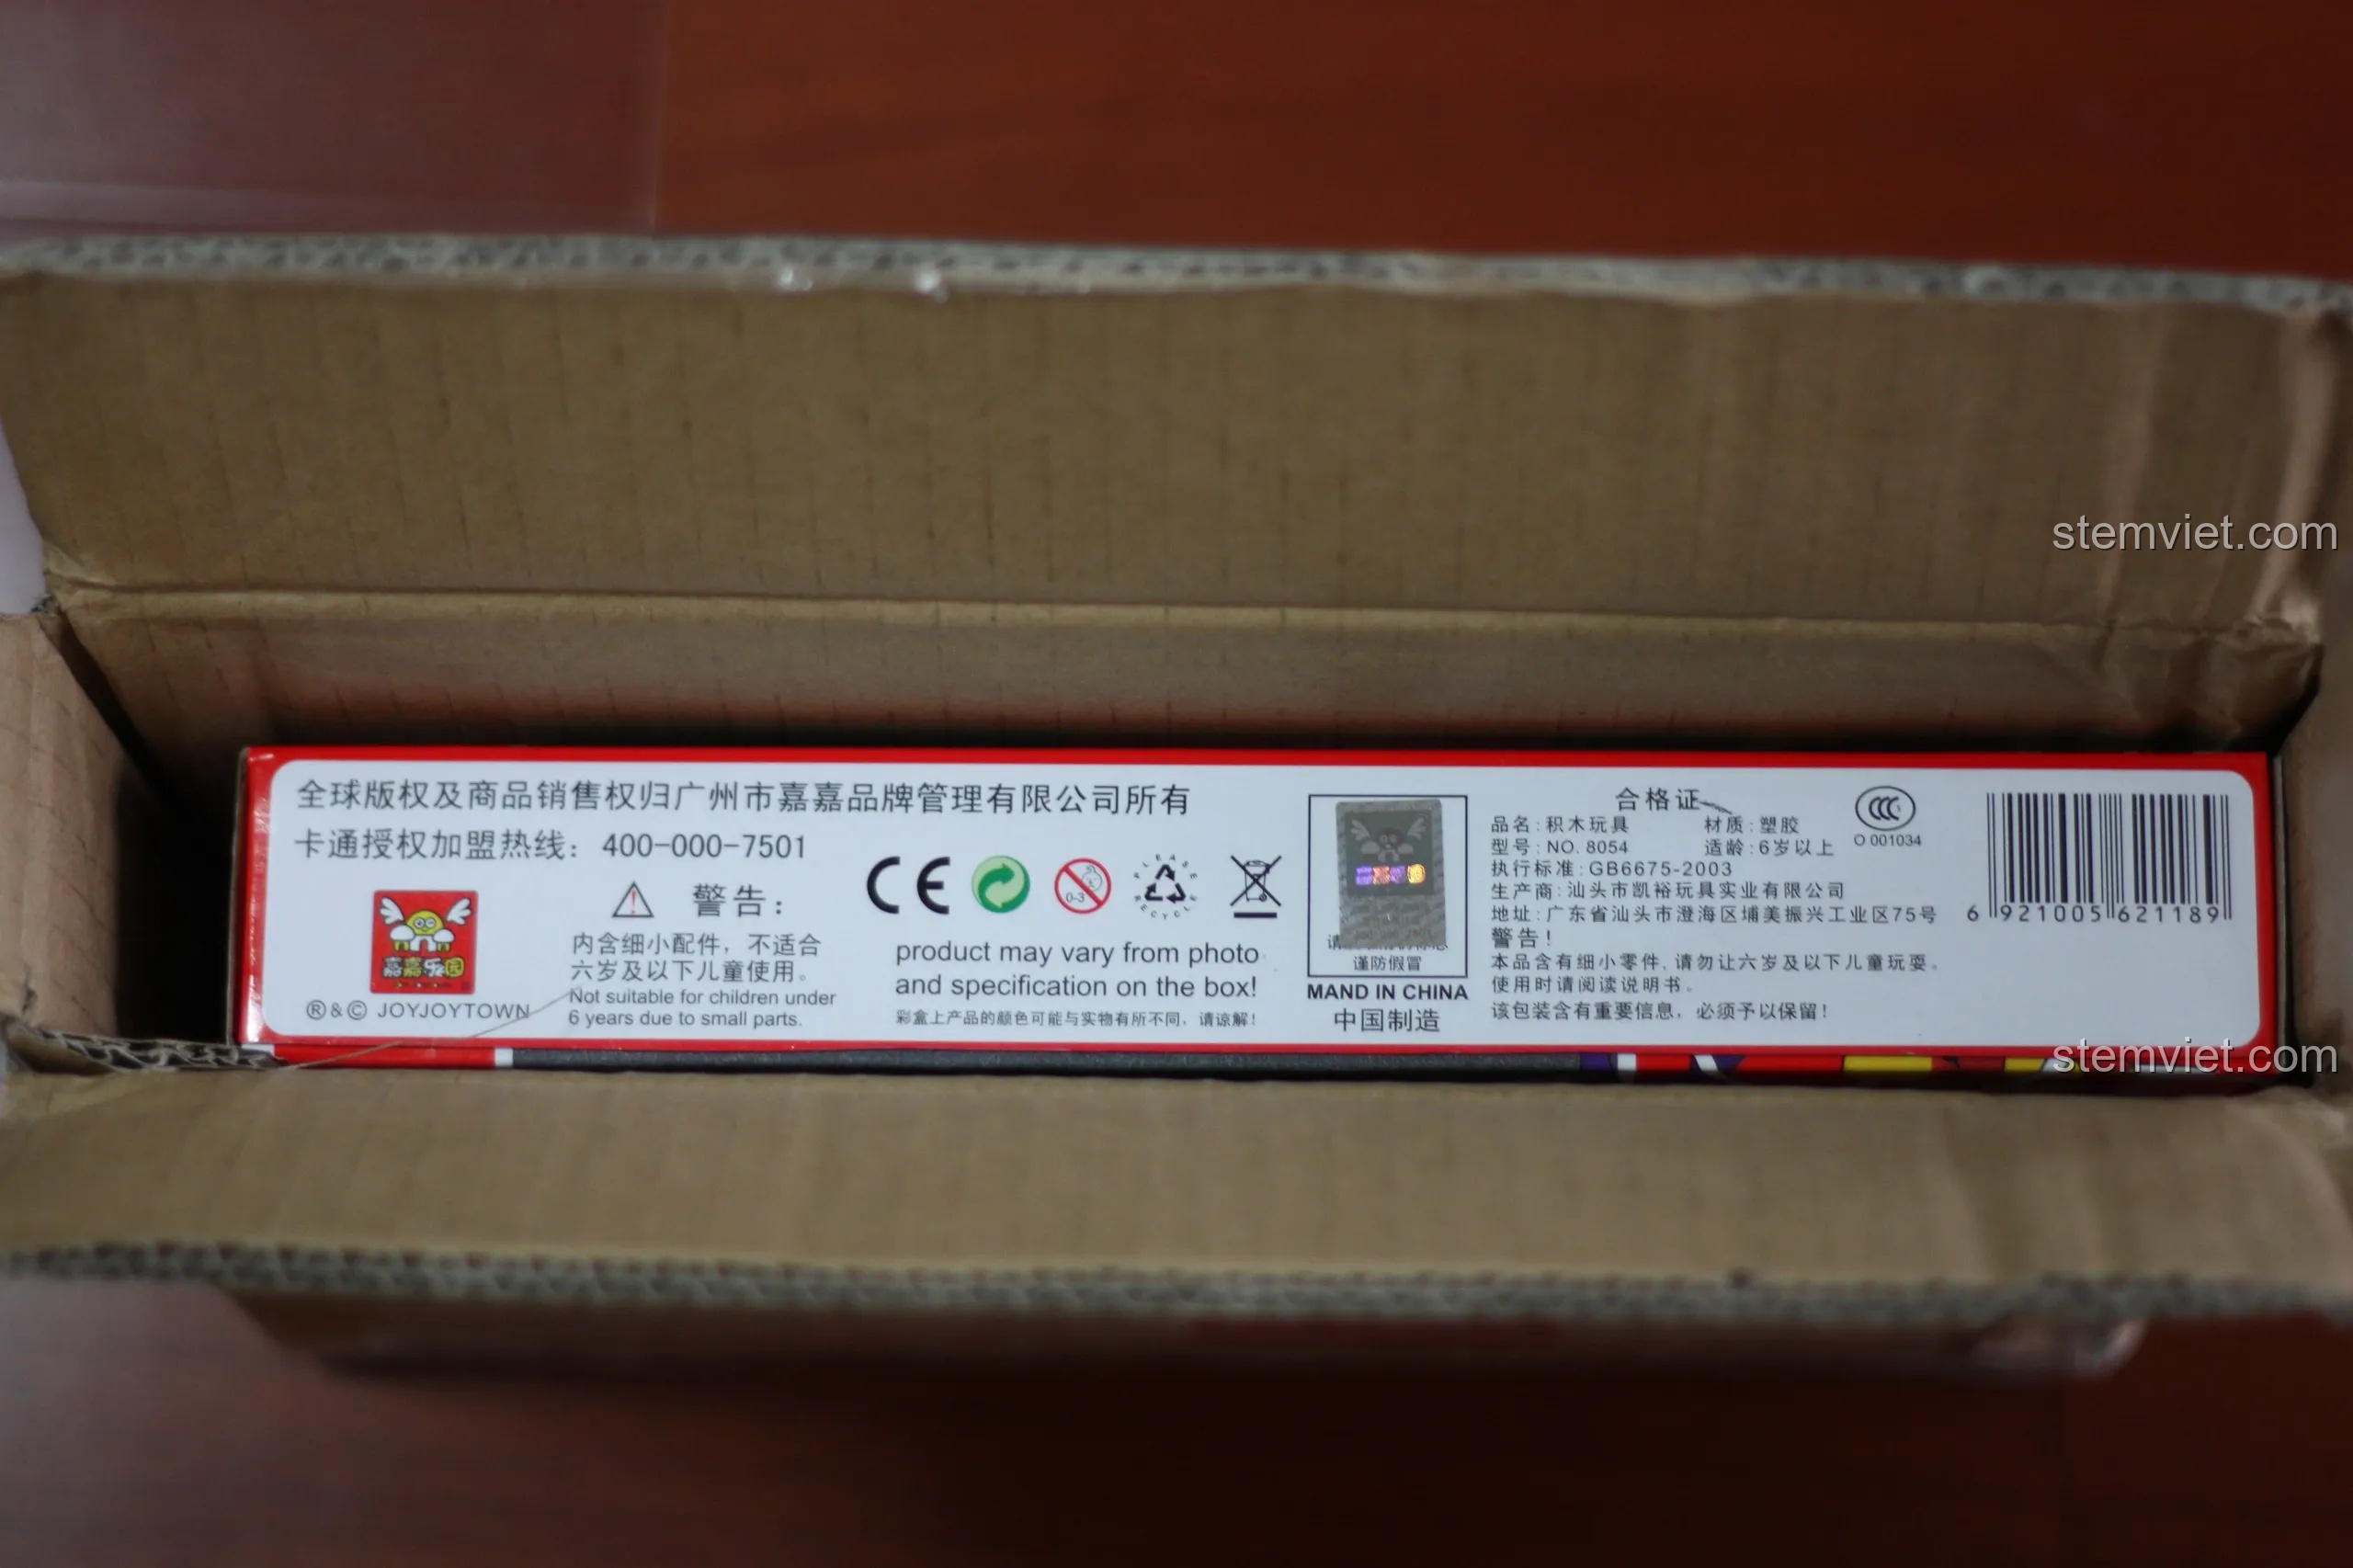 stemviet.com
全球版权及商品销售权归广州市嘉嘉品牌管理有限公司所有
卡通授权加盟热线：400-000-7501
嘉嘉乐园
®&© JOYJOYTOWN
警告：
内含细小配件，不适合
六岁及以下儿童使用。
Not suitable for children under
6 years due to small parts.
CE
0-3
PLEASE
RECYCLE
product may vary from photo
and specification on the box!
彩盒上产品的颜色可能与实物有所不同，请谅解！
谨防假冒
MAND IN CHINA
中国制造
合格证
品名：积木玩具 材质：塑胶
型号：NO. 8054 适龄：6岁以上
执行标准：GB6675-2003
生产商：汕头市凯裕玩具实业有限公司
地址：广东省汕头市澄海区埔美振兴工业区75号
警告！
本品含有细小零件，请勿让六岁及以下儿童玩耍。
使用时请阅读说明书。
该包装含有重要信息，必须予以保留！
CCC
O 001034
6 921005 621189
stemviet.com